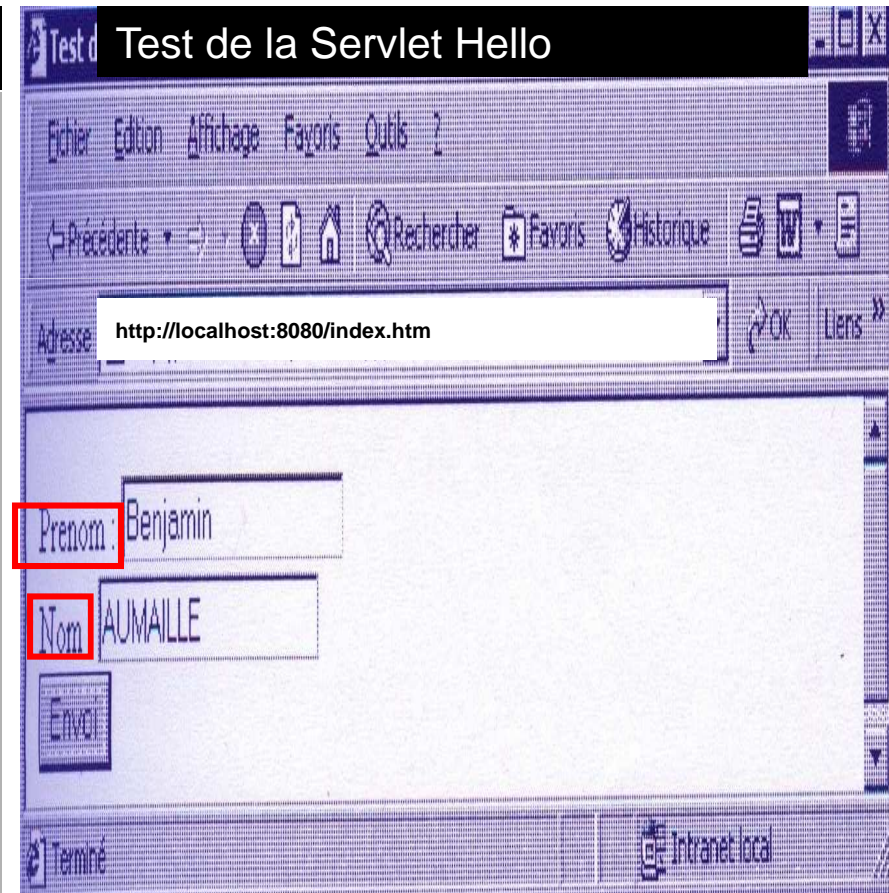 Test d Test de la Servlet Hello
Fichier Edition Affichage Favoris Outils ?
Précédente Rechercher Favoris Historique
Adresse http://localhost:8080/index.htm OK Liens »
Prenom : Benjamin
Nom AUMAILLE
Envoi
Terminé Intranet local